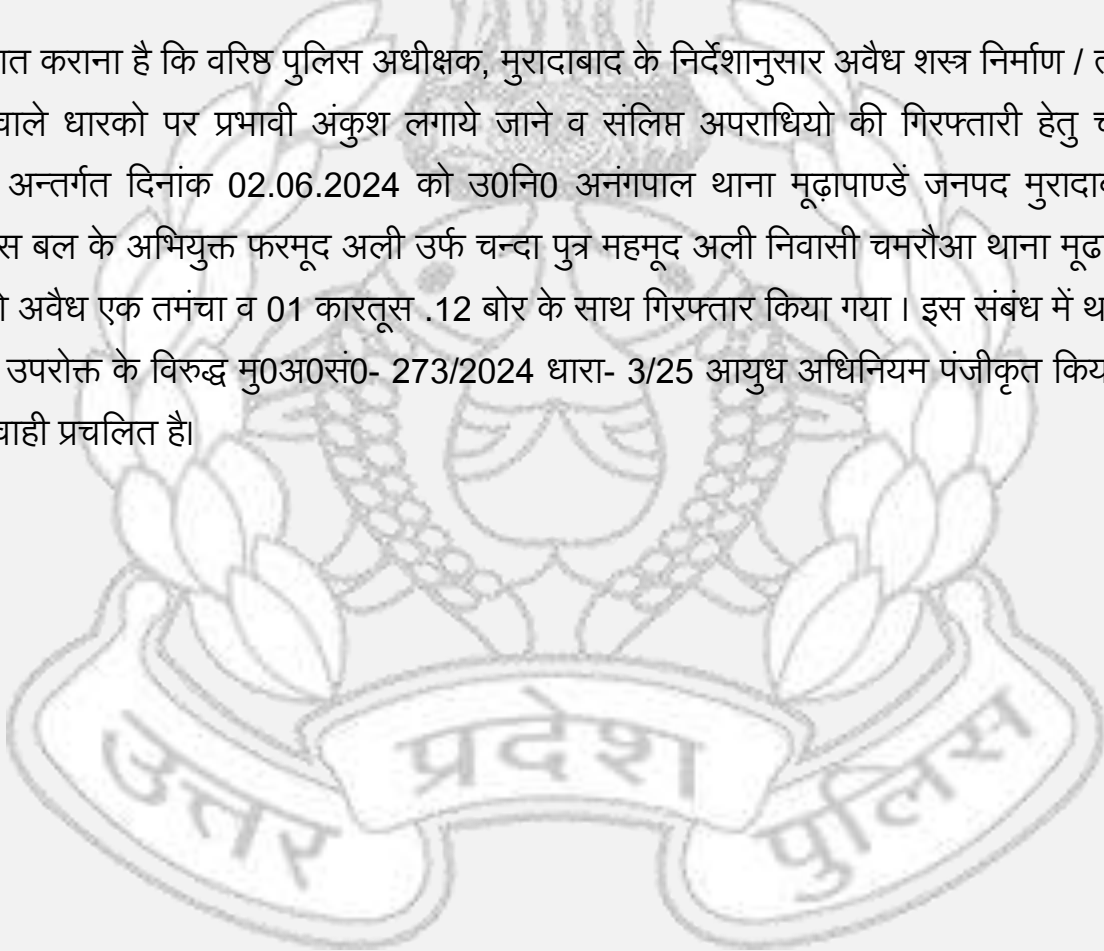 ात कराना है कि वरिष्ठ पुलिस अधीक्षक, मुरादाबाद के निर्देशानुसार अवैध शस्त्र निर्माण / त
वाले धारको पर प्रभावी अंकुश लगाये जाने व संलिप्त अपराधियो की गिरफ्तारी हेतु च
अन्तर्गत दिनांक 02.06.2024 को उ0नि0 अनंगपाल थाना मूढ़ापाण्डें जनपद मुरादाब
स बल के अभियुक्त फरमूद अली उर्फ चन्दा पुत्र महमूद अली निवासी चमरौआ थाना मूढ
अवैध एक तमंचा व 01 कारतूस .12 बोर के साथ गिरफ्तार किया गया । इस संबंध में थ
उपरोक्त के विरुद्ध मु0अ0सं0- 273/2024 धारा- 3/25 आयुध अधिनियम पंजीकृत किय
वाही प्रचलित है।
उत्तर प्रदेश पुलिस